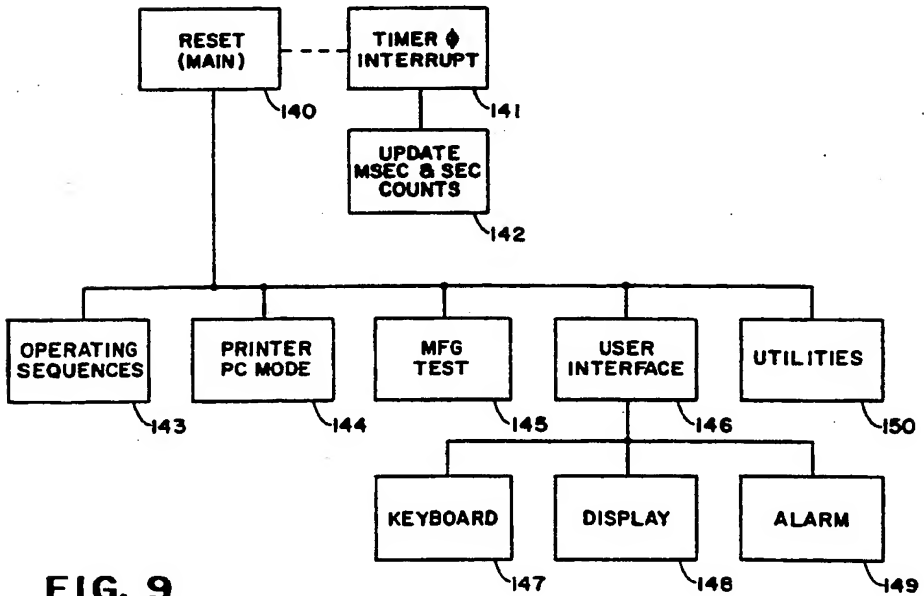 RESET
(MAIN)
140
TIMER ϕ
INTERRUPT
141
UPDATE
MSEC & SEC
COUNTS
142
OPERATING
SEQUENCES
143
PRINTER
PC MODE
144
MFG
TEST
145
USER
INTERFACE
146
UTILITIES
150
KEYBOARD
147
DISPLAY
148
ALARM
149
FIG. 9